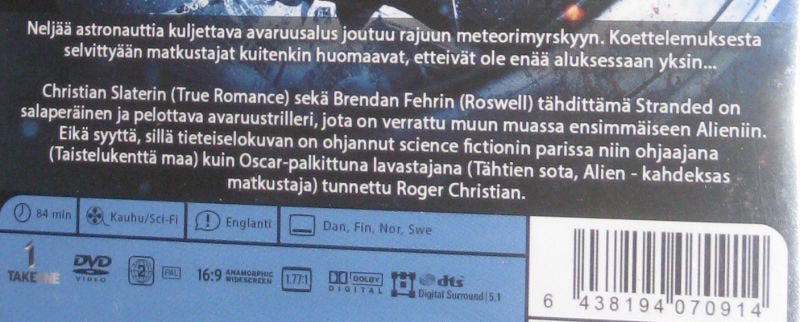 Neljää astronauttia kuljettava avaruusalus joutuu rajuun meteorimyrskyyn. Koettelemuksesta
selvittyään matkustajat kuitenkin huomaavat, etteivät ole enää aluksessaan yksin...
Christian Slaterin (True Romance) sekä Brendan Fehrin (Roswell) tähdittämä Stranded on
salaperäinen ja pelottava avaruustrilleri, jota on verrattu muun muassa ensimmäiseen Alieniin.
Eikä syyttä, sillä tieteiselokuvan on ohjannut science fictionin parissa niin ohjaajana
(Taistelukenttä maa) kuin Oscar-palkittuna lavastajana (Tähtien sota, Alien - kahdeksas
matkustaja) tunnettu Roger Christian.
84 min Kauhu/Sci-Fi Englanti Dan, Fin, Nor, Swe
1 TAKE ONE DVD VIDEO 2 PAL 16:9 ANAMORPHIC WIDESCREEN 1.77:1 DOLBY DIGITAL dts Digital Surround 5.1
6 438194 070914